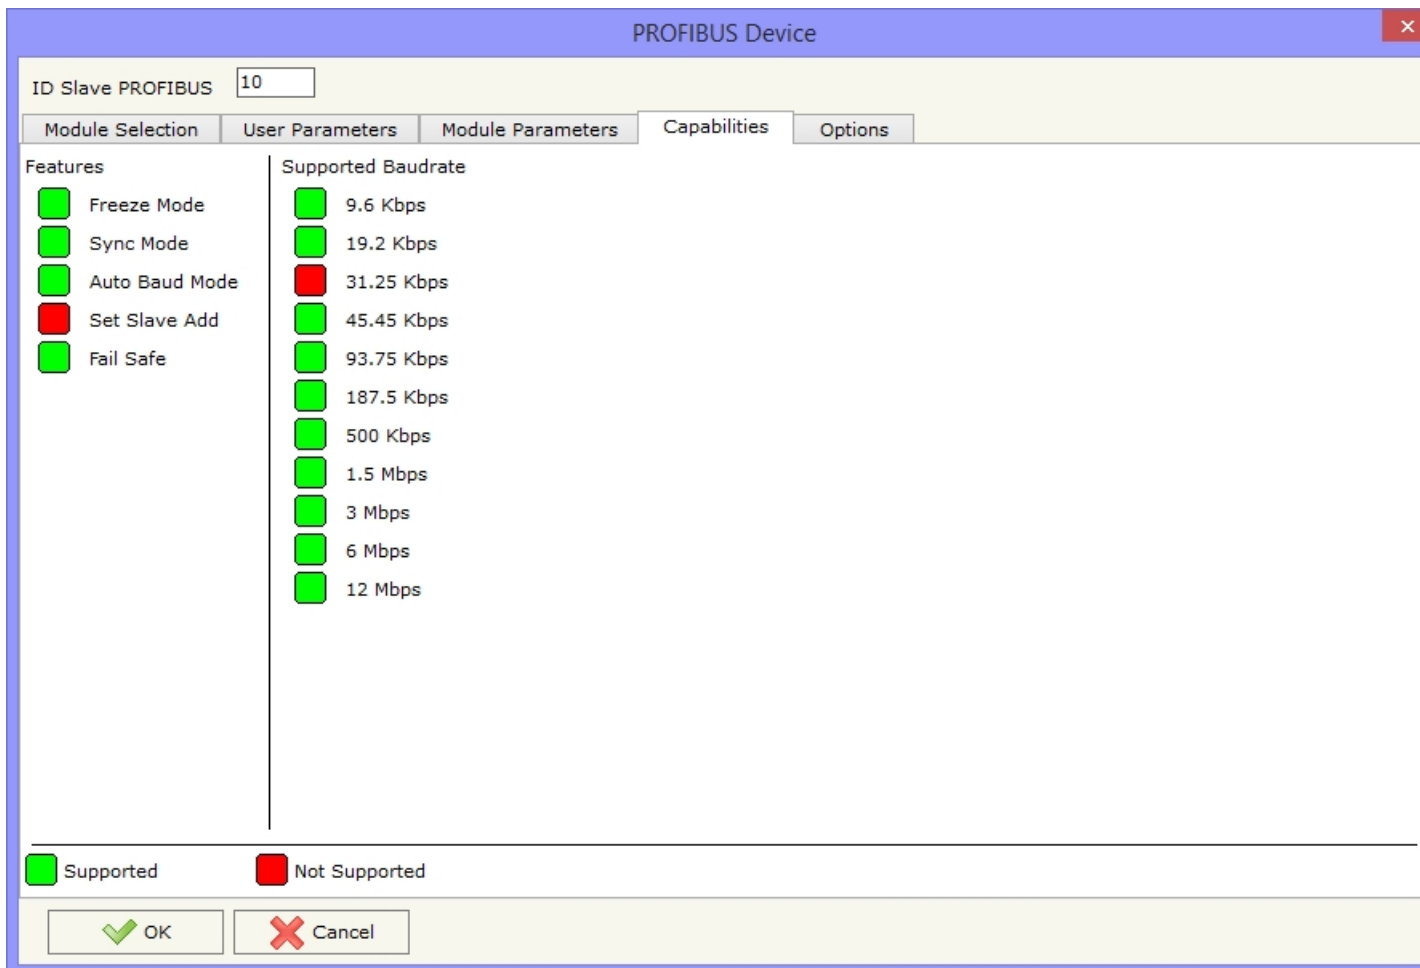 PROFIBUS Device
ID Slave PROFIBUS 10
Module Selection User Parameters Module Parameters Capabilities Options
Features
Freeze Mode
Sync Mode
Auto Baud Mode
Set Slave Add
Fail Safe
Supported Baudrate
9.6 Kbps
19.2 Kbps
31.25 Kbps
45.45 Kbps
93.75 Kbps
187.5 Kbps
500 Kbps
1.5 Mbps
3 Mbps
6 Mbps
12 Mbps
Supported Not Supported
OK Cancel